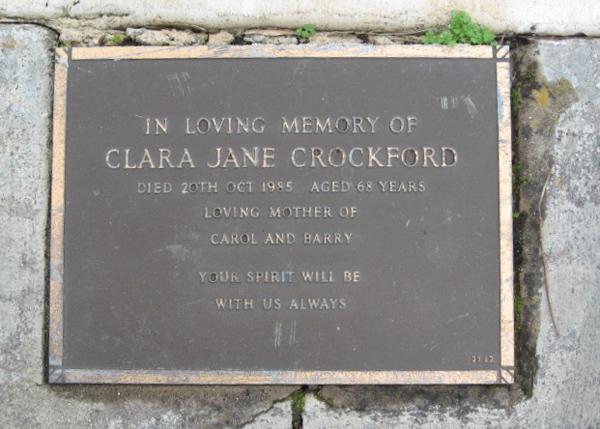 IN LOVING MEMORY OF
CLARA JANE CROCKFORD
DIED 20TH OCT 1985 AGED 68 YEARS
LOVING MOTHER OF
CAROL AND BARRY
YOUR SPIRIT WILL BE
WITH US ALWAYS